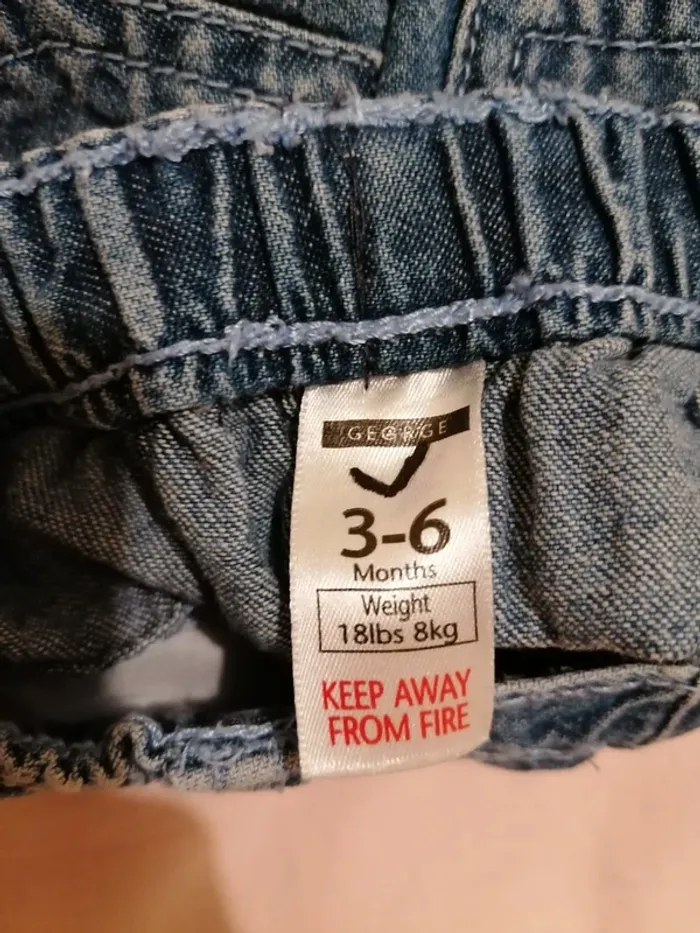 GEORGE
3-6
Months
Weight
18lbs 8kg
KEEP AWAY
FROM FIRE